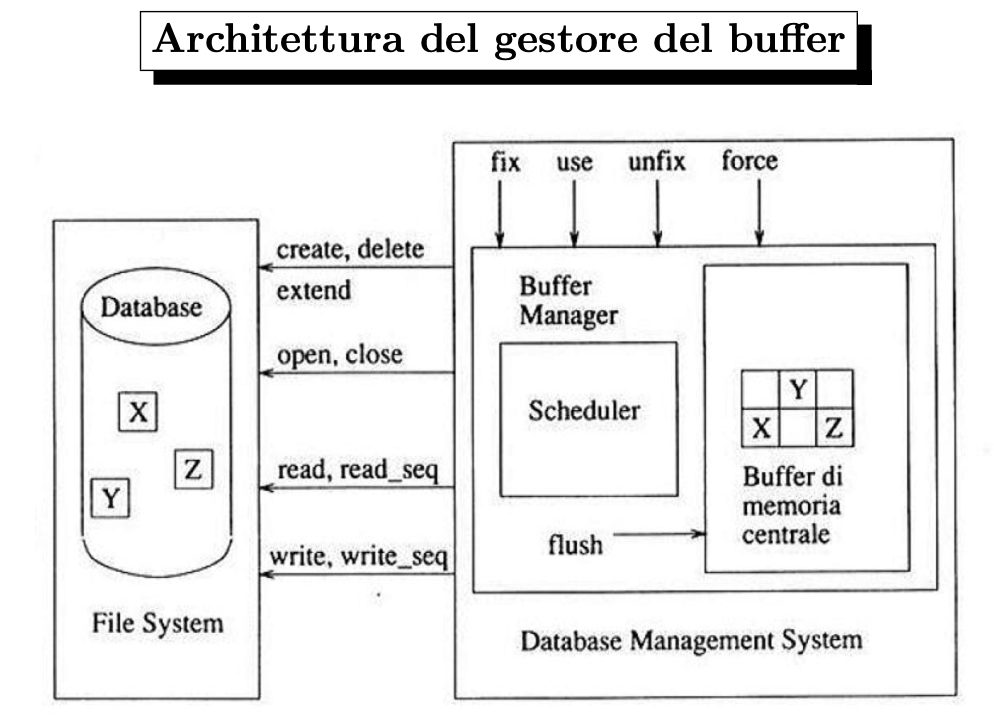 Architettura del gestore del buffer
fix use unfix force
create, delete
extend
open, close
read, read_seq
write, write_seq
Database
X
Z
Y
File System
Buffer
Manager
Scheduler
flush
Y
X Z
Buffer di
memoria
centrale
Database Management System